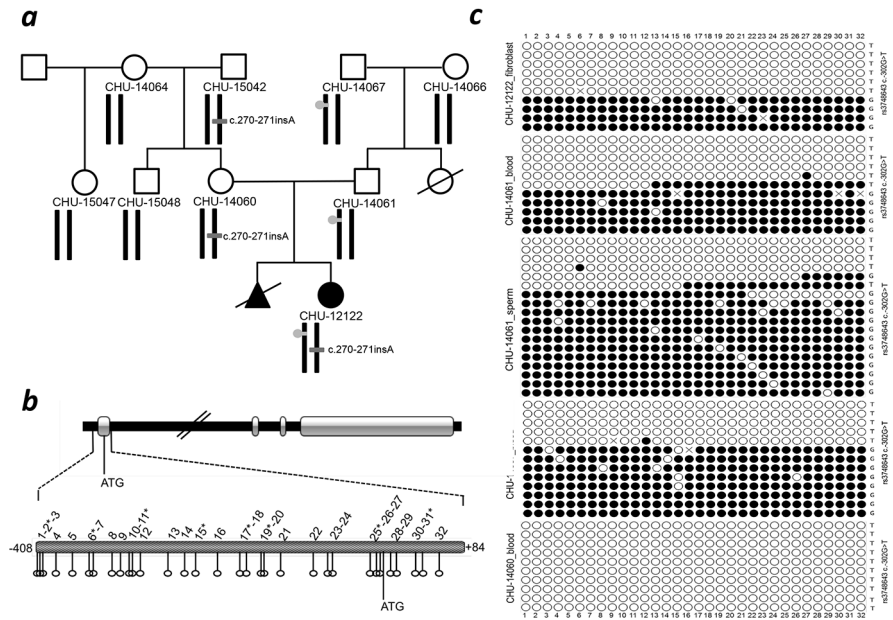 a
CHU-14064
CHU-15042
c.270-271insA
CHU-14067
CHU-14066
CHU-15047
CHU-15048
CHU-14060
c.270-271insA
CHU-14061
CHU-12122
c.270-271insA
b
ATG
-408
1-2*-3
4
5
6*-7
8
9
10-11*
12
13
14
15*
16
17*-18
19*-20
21
22
23-24
25*-26-27
28-29
30-31*
32
+84
ATG
c
1 2 3 4 5 6 7 8 9 10 11 12 13 14 15 16 17 18 19 20 21 22 23 24 25 26 27 28 29 30 31 32
CHU-12122_fibroblast
T
T
T
T
T
T
G
G
G
G
rs3748643 c.-302G>T
CHU-14061_blood
T
T
T
T
T
T
G
G
G
G
G
rs3748643 c.-302G>T
CHU-14061_sperm
T
T
T
T
T
T
G
G
G
G
G
G
G
G
G
G
G
G
rs3748643 c.-302G>T
CHU-1
T
T
T
T
T
G
G
G
G
G
G
G
G
rs3748643 c.-302G>T
CHU-14060_blood
T
T
T
T
T
T
T
T
T
T
rs3748643 c.-302G>T
1 2 3 4 5 6 7 8 9 10 11 12 13 14 15 16 17 18 19 20 21 22 23 24 25 26 27 28 29 30 31 32